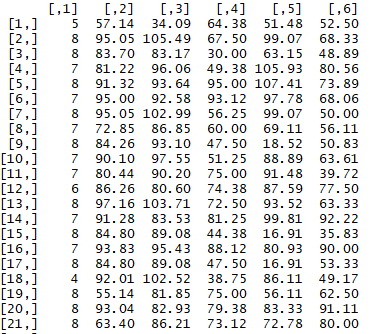 [,1] [,2] [,3] [,4] [,5] [,6]
[1,] 5 57.14 34.09 64.38 51.48 52.50
[2,] 8 95.05 105.49 67.50 99.07 68.33
[3,] 8 83.70 83.17 30.00 63.15 48.89
[4,] 7 81.22 96.06 49.38 105.93 80.56
[5,] 8 91.32 93.64 95.00 107.41 73.89
[6,] 7 95.00 92.58 93.12 97.78 68.06
[7,] 8 95.05 102.99 56.25 99.07 50.00
[8,] 7 72.85 86.85 60.00 69.11 56.11
[9,] 8 84.26 93.10 47.50 18.52 50.83
[10,] 7 90.10 97.55 51.25 88.89 63.61
[11,] 7 80.44 90.20 75.00 91.48 39.72
[12,] 6 86.26 80.60 74.38 87.59 77.50
[13,] 8 97.16 103.71 72.50 93.52 63.33
[14,] 7 91.28 83.53 81.25 99.81 92.22
[15,] 8 84.80 89.08 44.38 16.91 35.83
[16,] 7 93.83 95.43 88.12 80.93 90.00
[17,] 8 84.80 89.08 47.50 16.91 53.33
[18,] 4 92.01 102.52 38.75 86.11 49.17
[19,] 8 55.14 81.85 75.00 56.11 62.50
[20,] 8 93.04 82.93 79.38 83.33 91.11
[21,] 8 63.40 86.21 73.12 72.78 80.00